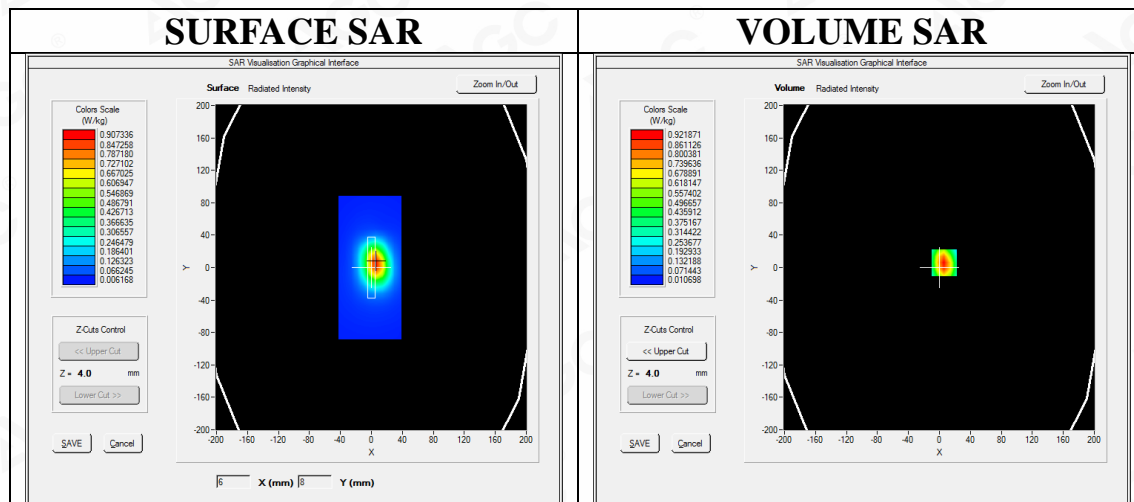 SURFACE SAR
SAR Visualisation Graphical Interface
Surface Radiated Intensity
Zoom In/Out
Colors Scale
(W/kg)
0.907336
0.847258
0.787180
0.727102
0.667025
0.606947
0.546869
0.486791
0.426713
0.366635
0.306557
0.246479
0.186401
0.126323
0.066245
0.006168
200
160
120
80
40
0
-40
-80
-120
-160
-200
Y
-200 -160 -120 -80 -40 0 40 80 120 160 200
X
Z-Cuts Control
<< Upper Cut
Z = 4.0 mm
Lower Cut >>
SAVE Cancel
6 X (mm) 8 Y (mm)
VOLUME SAR
SAR Visualisation Graphical Interface
Volume Radiated Intensity
Zoom In/Out
Colors Scale
(W/kg)
0.921871
0.861126
0.800381
0.739636
0.678891
0.618147
0.557402
0.496657
0.435912
0.375167
0.314422
0.253677
0.192933
0.132188
0.071443
0.010698
200
160
120
80
40
0
-40
-80
-120
-160
-200
Y
-200 -160 -120 -80 -40 0 40 80 120 160 200
X
Z-Cuts Control
<< Upper Cut
Z = 4.0 mm
Lower Cut >>
SAVE Cancel